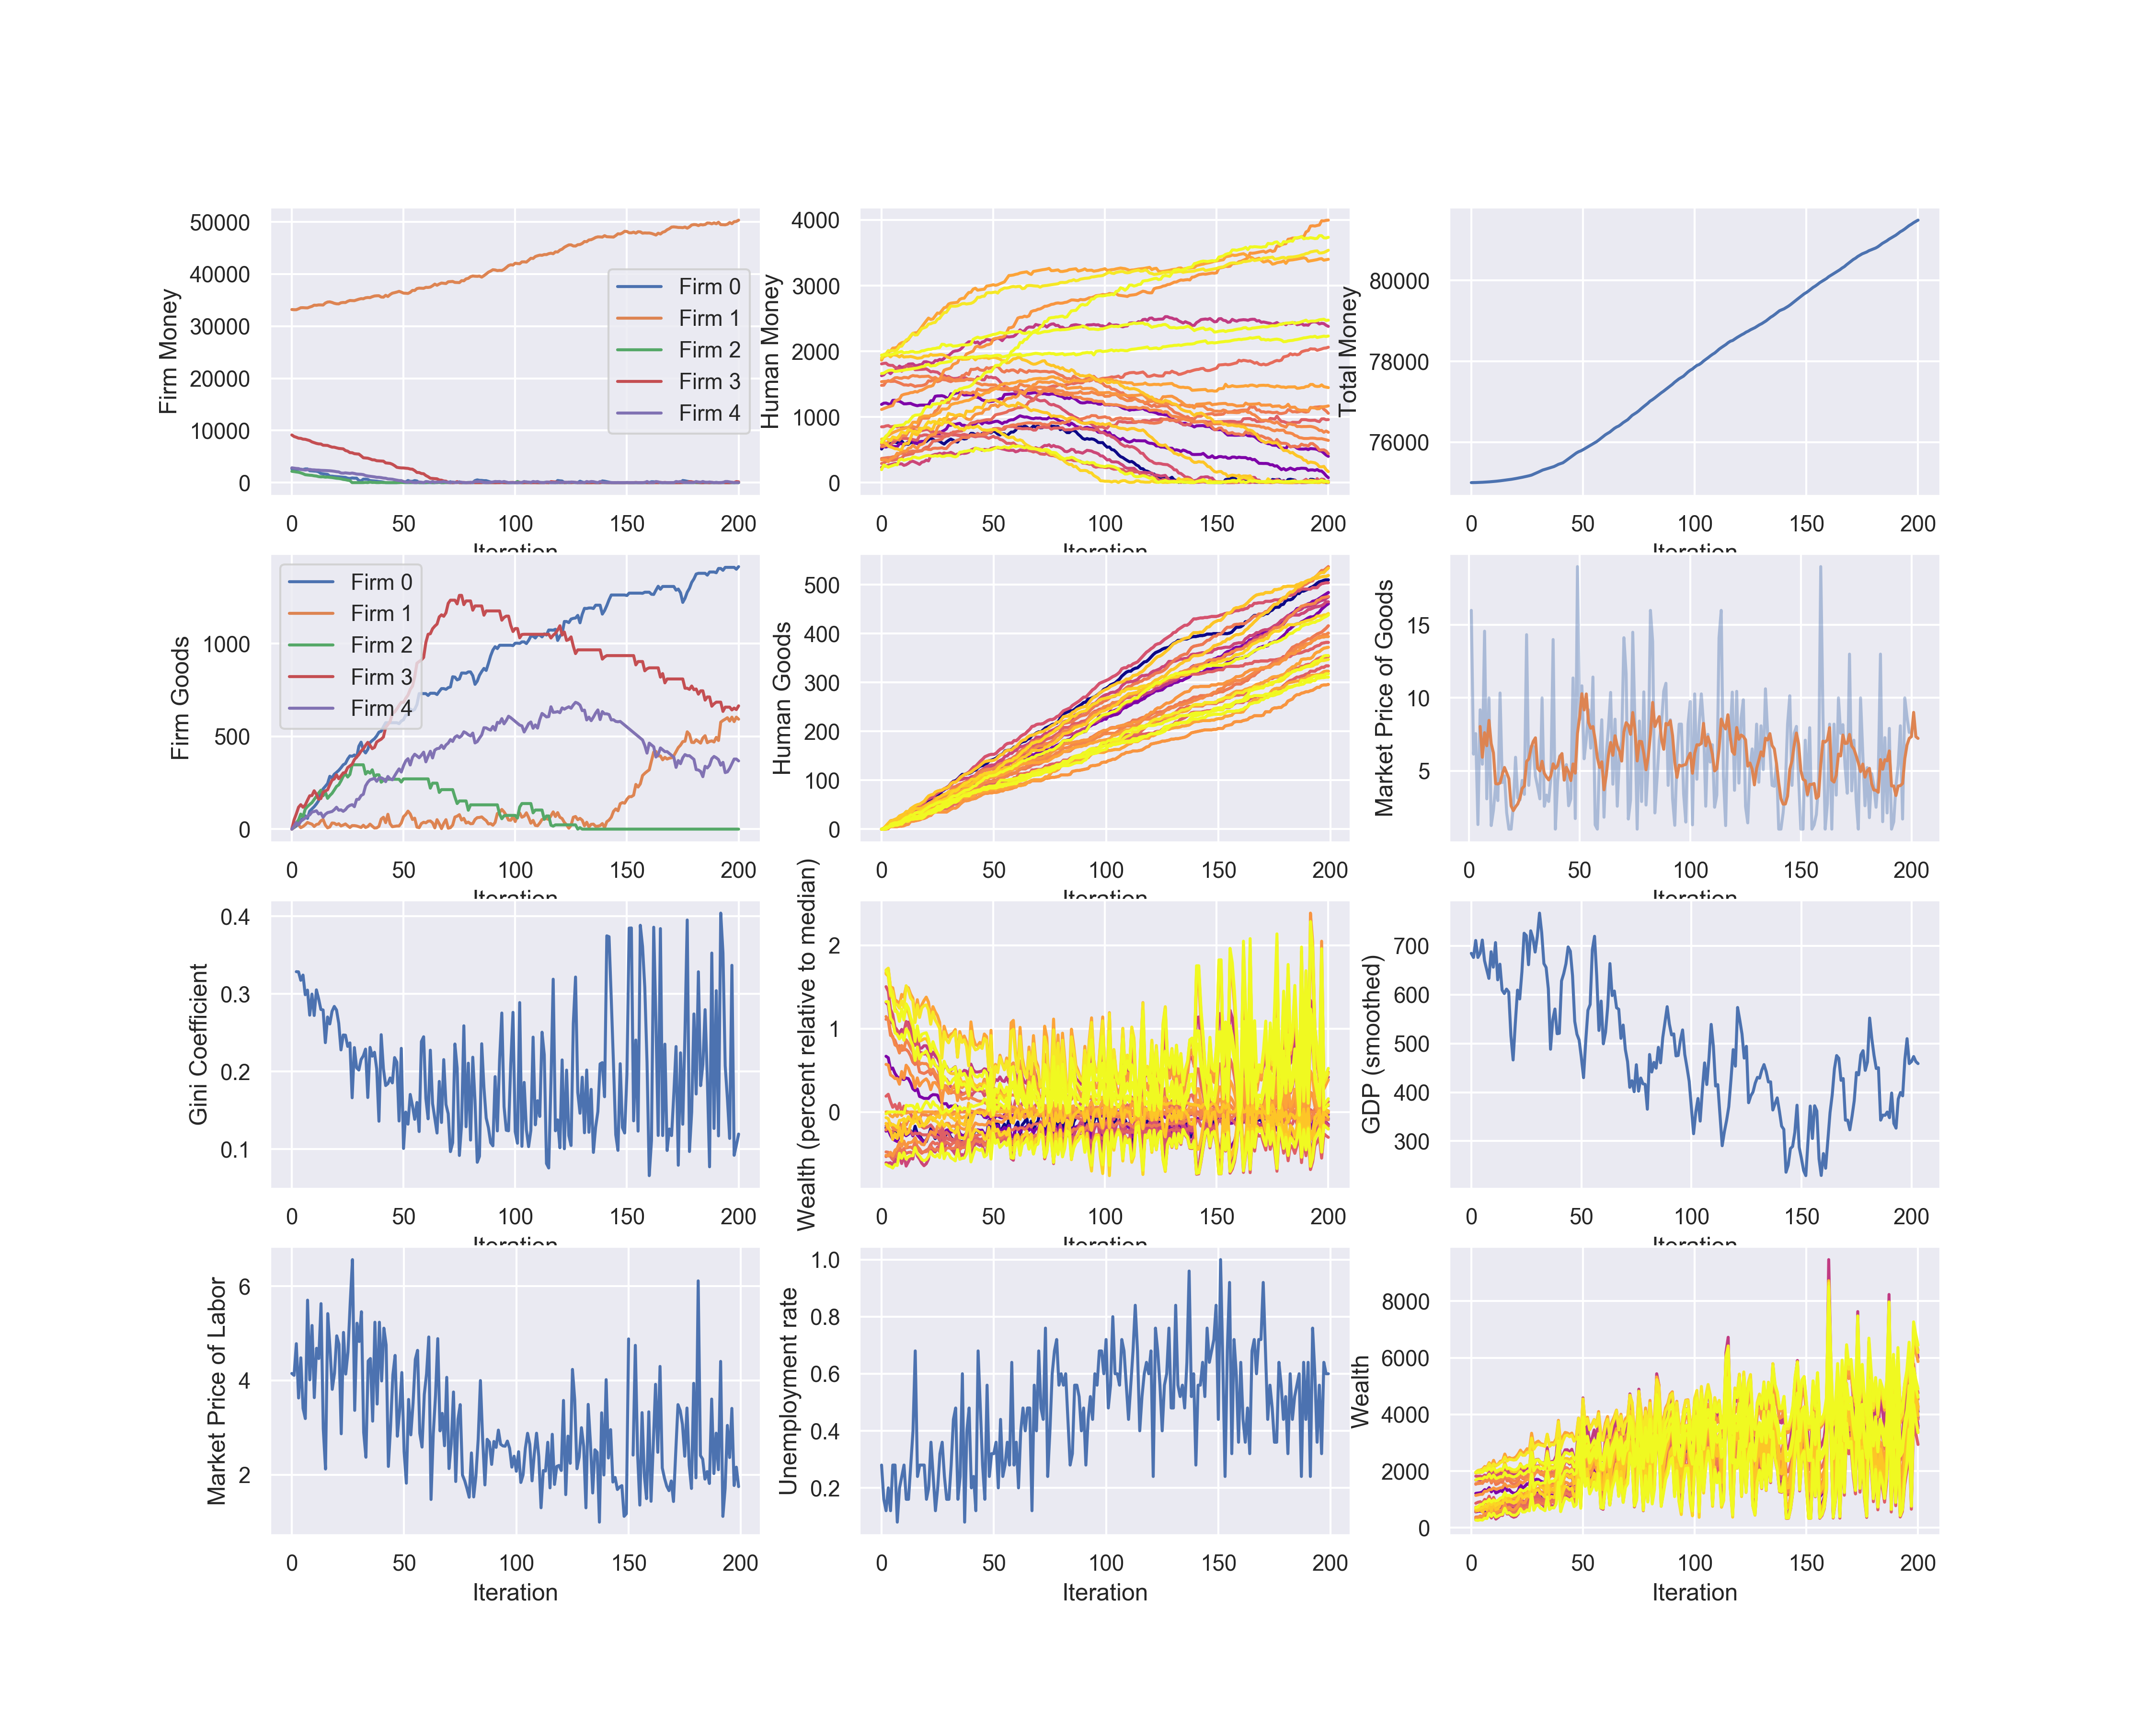 Firm Money
50000
40000
30000
20000
10000
0
Firm 0
Firm 1
Firm 2
Firm 3
Firm 4
0 50 100 150 200
Iteration
Human Money
4000
3000
2000
1000
0
0 50 100 150 200
Iteration
Total Money
80000
78000
76000
0 50 100 150 200
Iteration
Firm Goods
1000
500
0
Firm 0
Firm 1
Firm 2
Firm 3
Firm 4
0 50 100 150 200
Iteration
Human Goods
500
400
300
200
100
0
0 50 100 150 200
Iteration
Market Price of Goods
15
10
5
0 50 100 150 200
Iteration
Gini Coefficient
0.4
0.3
0.2
0.1
0 50 100 150 200
Iteration
Wealth (percent relative to median)
2
1
0
0 50 100 150 200
Iteration
GDP (smoothed)
700
600
500
400
300
0 50 100 150 200
Iteration
Market Price of Labor
6
4
2
0 50 100 150 200
Iteration
Unemployment rate
1.0
0.8
0.6
0.4
0.2
0 50 100 150 200
Iteration
Wealth
8000
6000
4000
2000
0
0 50 100 150 200
Iteration